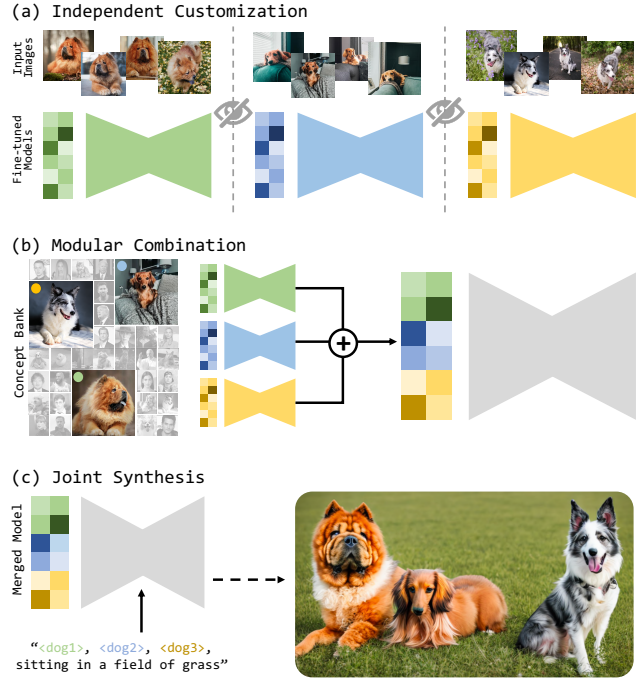 (a) Independent Customization
Input
Images
Fine-tuned
Models
(b) Modular Combination
Concept Bank
+
(c) Joint Synthesis
Merged Model
“<dog1>, <dog2>, <dog3>,
sitting in a field of grass”